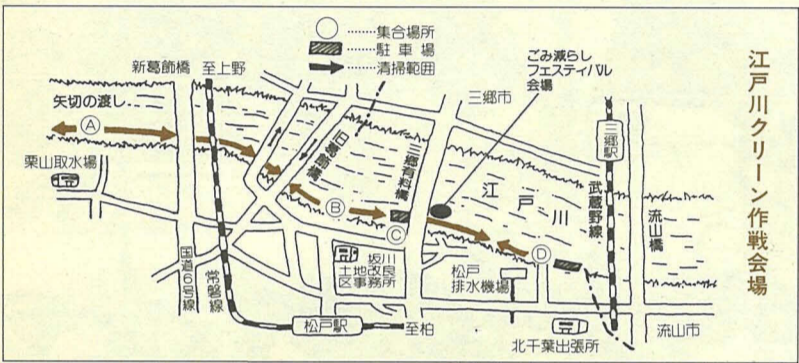 江戸川クリーン作戦会場
○……集合場所
……駐車場
……清掃範囲
ごみ減らし
フェスティバル
会場
新葛飾橋
至上野
三郷市
矢切の渡し
A
栗山取水場
葛飾橋
三郷有料橋
三郷駅
B
C
D
江戸川
武蔵野線
流山橋
国道6号線
常磐線
坂川
土地改良
区事務所
松戸
排水機場
松戸駅
至柏
北千葉出張所
流山市